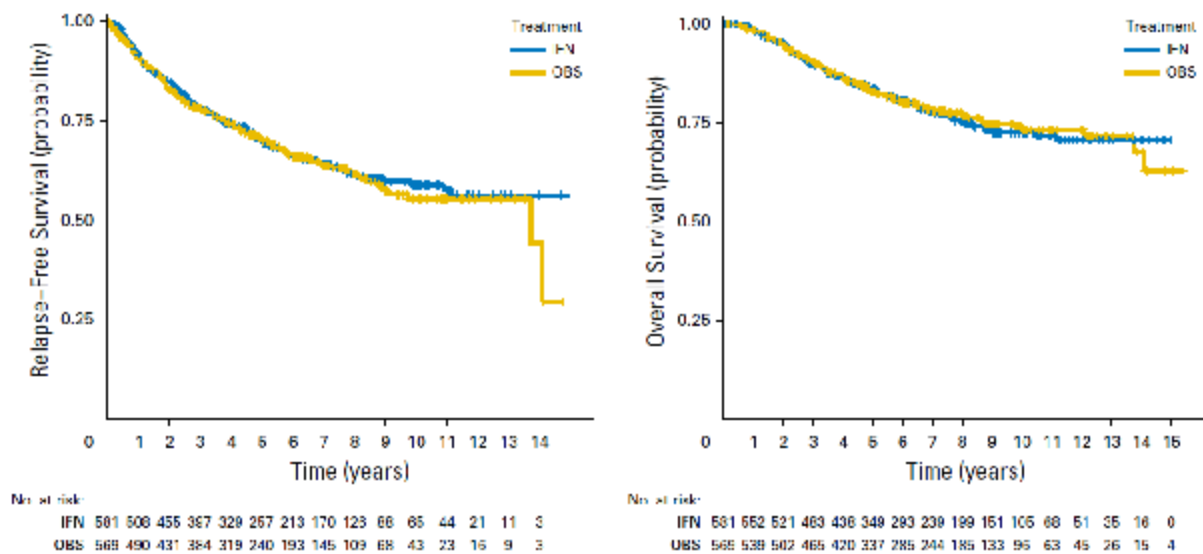 1.00
0.75
0.50
0.25
Relapse-Free Survival (probability)
Treatment
IFN
OBS
0 1 2 3 4 5 6 7 8 9 10 11 12 13 14
Time (years)
No. at risk:
IFN 581 508 455 397 329 257 213 170 123 88 65 44 21 11 3
OBS 569 490 431 384 319 240 193 145 109 68 43 23 16 9 3
1.00
0.75
0.50
0.25
Overall Survival (probability)
Treatment
IFN
OBS
0 1 2 3 4 5 6 7 8 9 10 11 12 13 14 15
Time (years)
No. at risk:
IFN 581 552 521 483 438 349 293 239 199 151 105 68 51 35 16
OBS 569 539 502 465 420 337 285 244 185 133 96 63 45 26 15 4